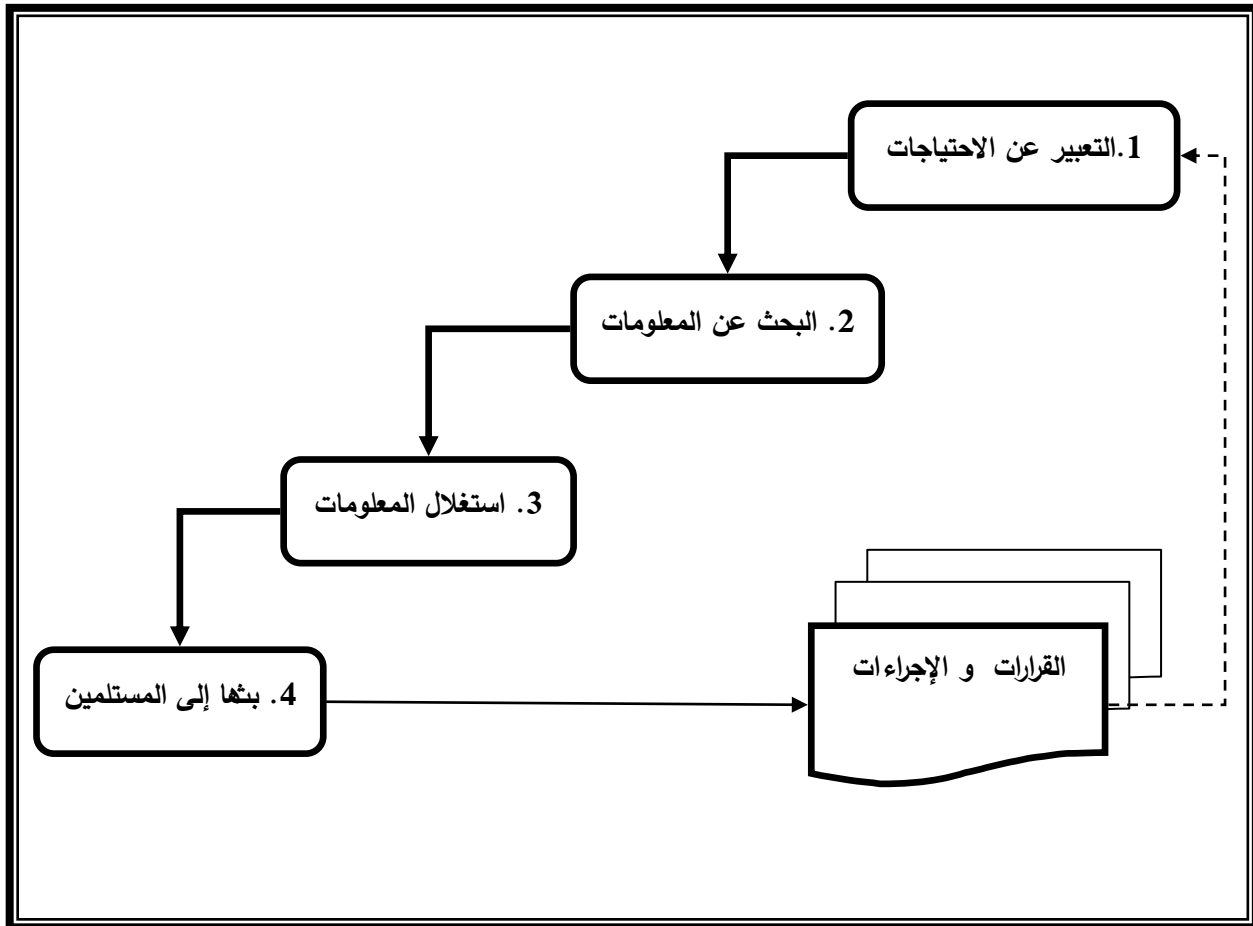 1.التعبير عن الاحتياجات
2. البحث عن المعلومات
3. استغلال المعلومات
4. بثها إلى المستلمين
القرارات و الإجراءات